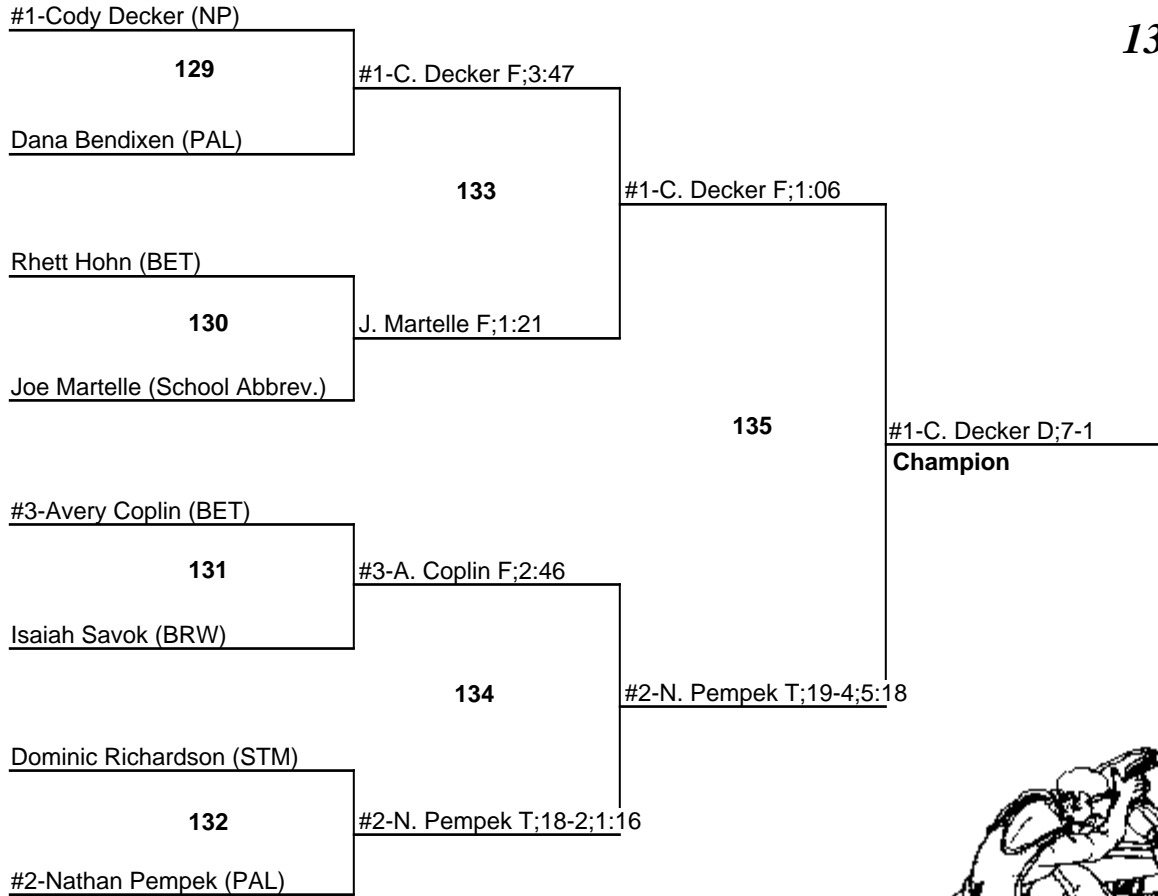 #1-Cody Decker (NP)
13
129
#1-C. Decker F;3:47
Dana Bendixen (PAL)
133
#1-C. Decker F;1:06
Rhett Hohn (BET)
130
J. Martelle F;1:21
Joe Martelle (School Abbrev.)
135
#1-C. Decker D;7-1
Champion
#3-Avery Coplin (BET)
131
#3-A. Coplin F;2:46
Isaiah Savok (BRW)
134
#2-N. Pempek T;19-4;5:18
Dominic Richardson (STM)
132
#2-N. Pempek T;18-2;1:16
#2-Nathan Pempek (PAL)